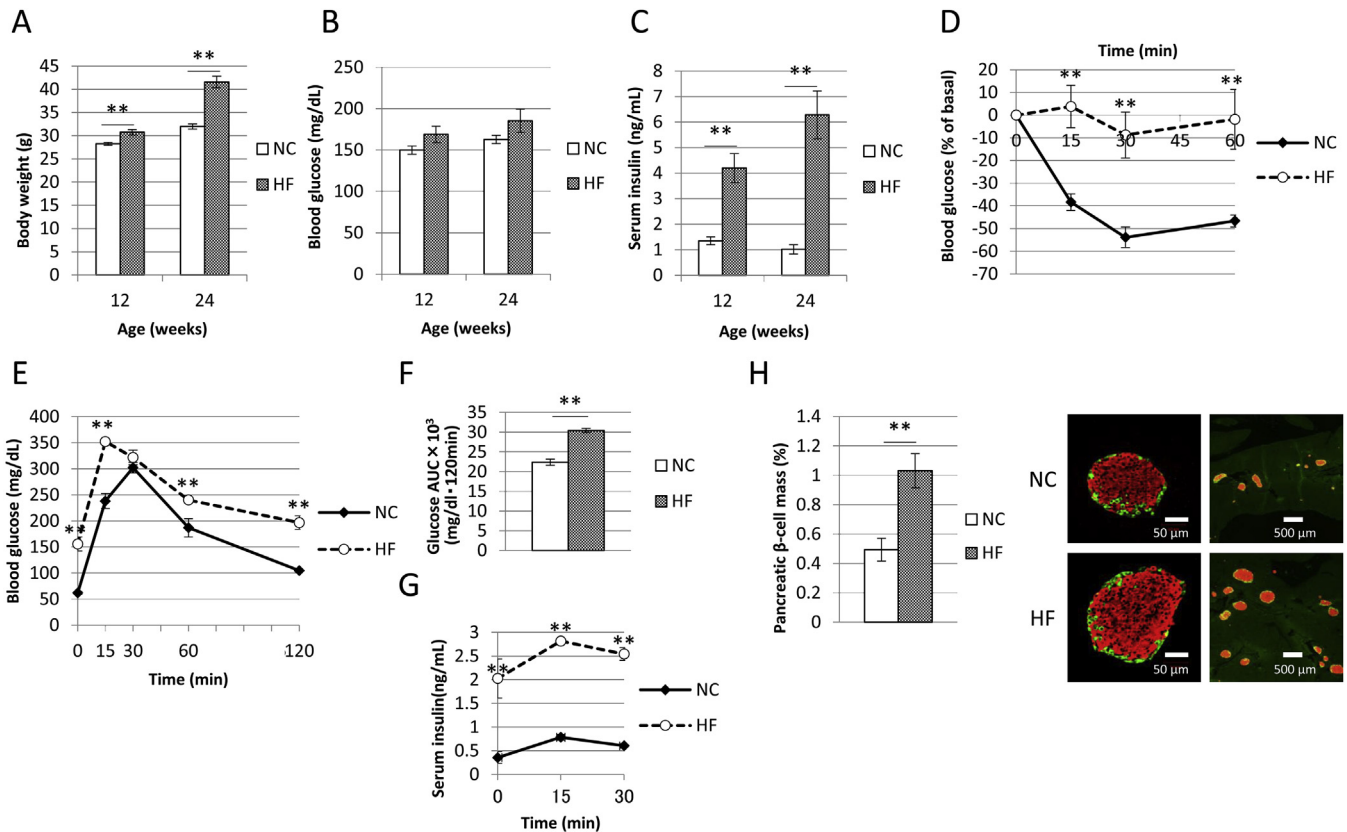 A
**
**
45
40
35
30
25
20
15
10
5
0
Body weight (g)
12
24
Age (weeks)
NC
HF
B
250
200
150
100
50
0
Blood glucose (mg/dL)
12
24
Age (weeks)
NC
HF
C
**
**
8
7
6
5
4
3
2
1
0
Serum insulin (ng/mL)
12
24
Age (weeks)
NC
HF
D
Time (min)
**
**
**
20
10
0
-10
-20
-30
-40
-50
-60
-70
0
15
30
45
60
Blood glucose (% of basal)
NC
HF
E
400
350
300
250
200
150
100
50
0
Blood glucose (mg/dL)
**
**
**
**
0
15
30
60
120
Time (min)
NC
HF
F
**
35
30
25
20
15
10
5
0
Glucose AUC × 10³
(mg/dl·120min)
NC
HF
G
3
2.5
2
1.5
1
0.5
0
Serum insulin(ng/mL)
**
**
**
0
15
30
Time (min)
NC
HF
H
1.4
1.2
1
0.8
0.6
0.4
0.2
0
Pancreatic β-cell mass (%)
**
NC
HF
NC
50 µm
500 µm
HF
50 µm
500 µm